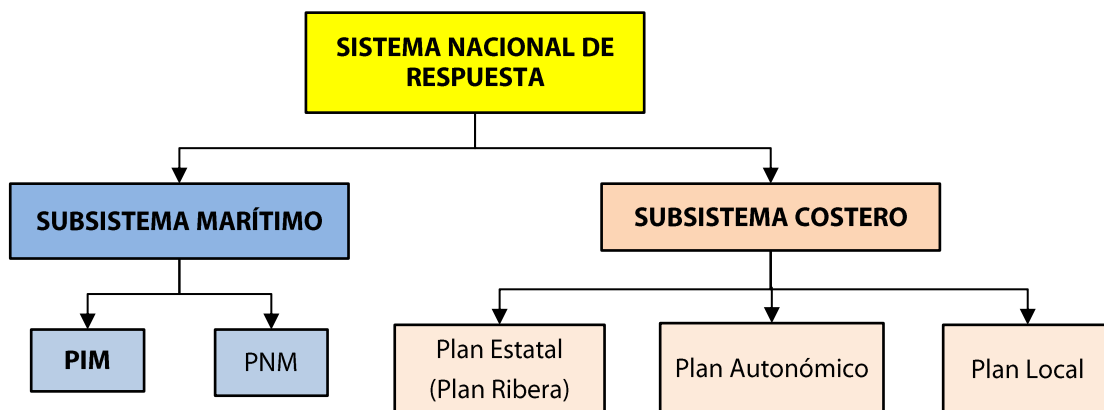 SISTEMA NACIONAL DE
RESPUESTA
SUBSISTEMA MARÍTIMO
SUBSISTEMA COSTERO
PIM
PNM
Plan Estatal
(Plan Ribera)
Plan Autonómico
Plan Local